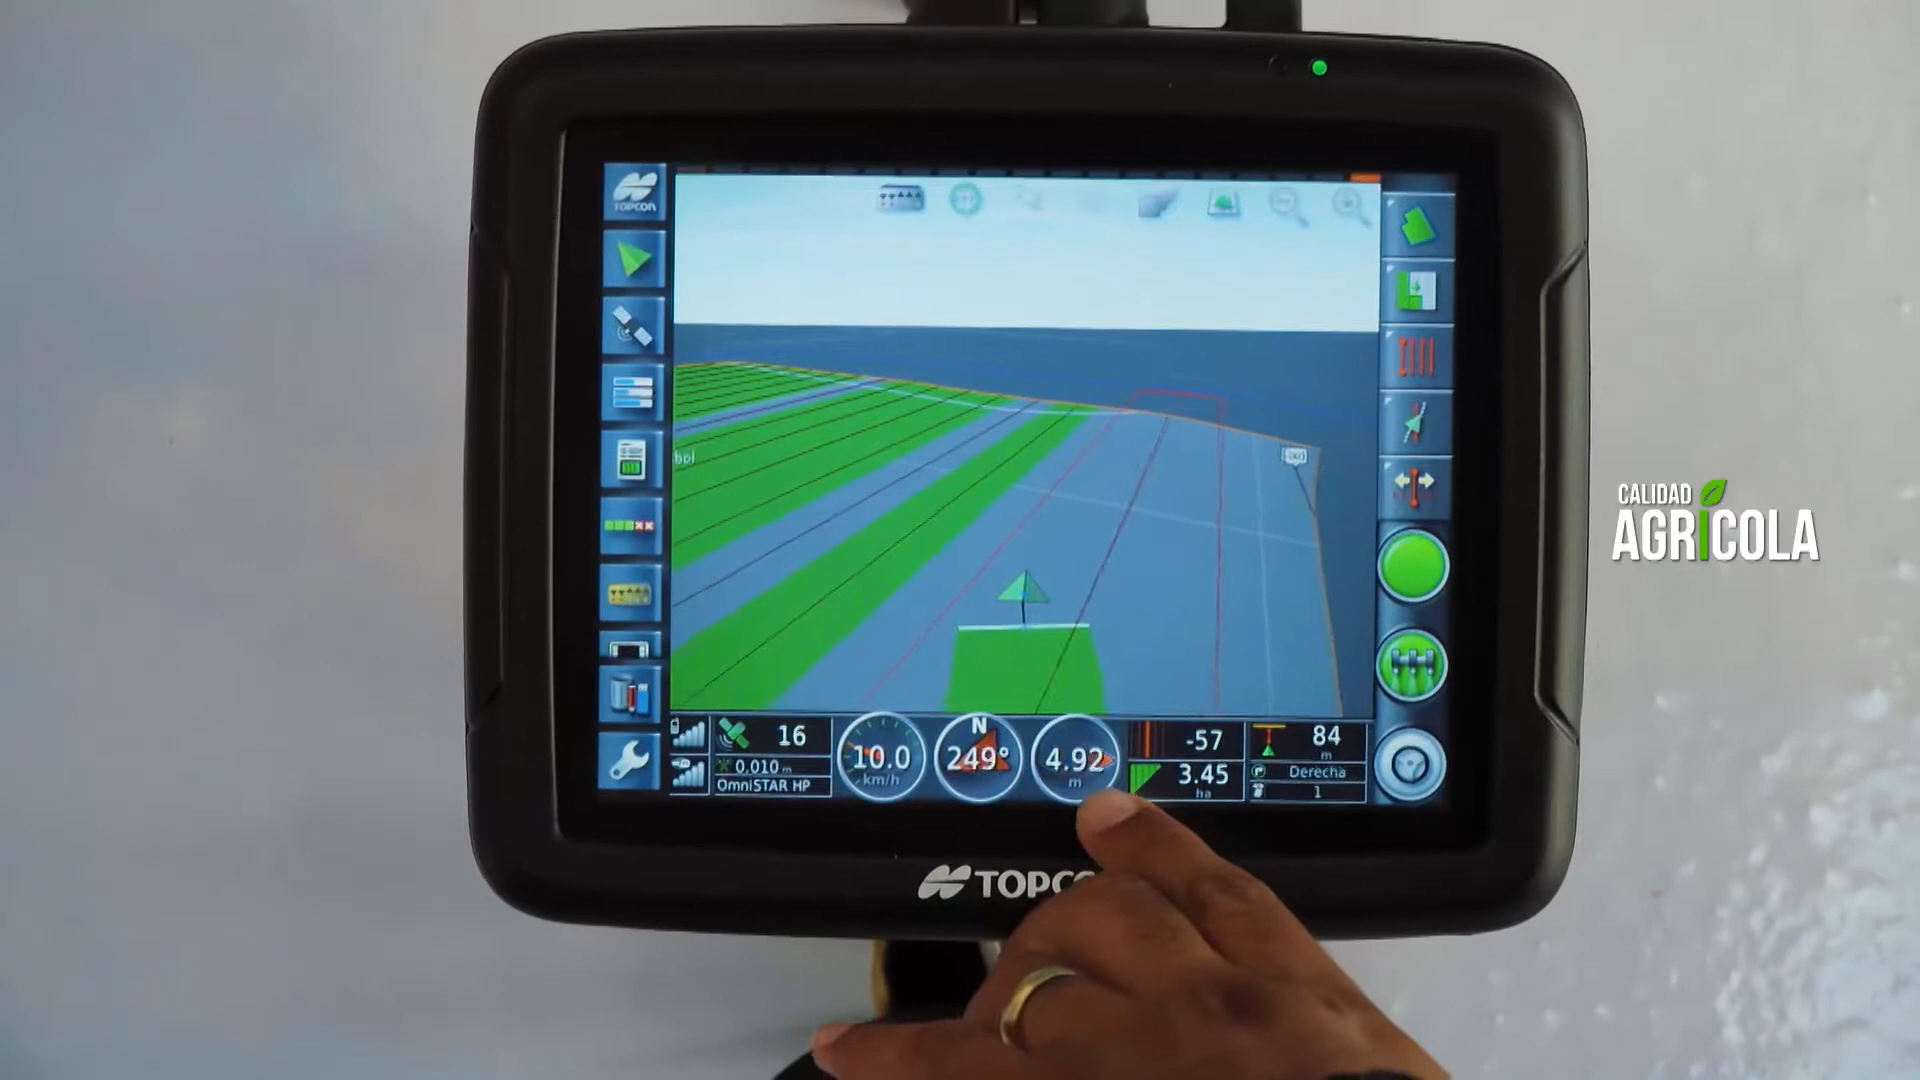 TOPCON
bol
16
0.010 m
OmniSTAR HP
10.0
km/h
N
249°
4.92
m
-57
3.45
ha
84
m
Derecha
1
TOPCO
CALIDAD
AGRÍCOLA